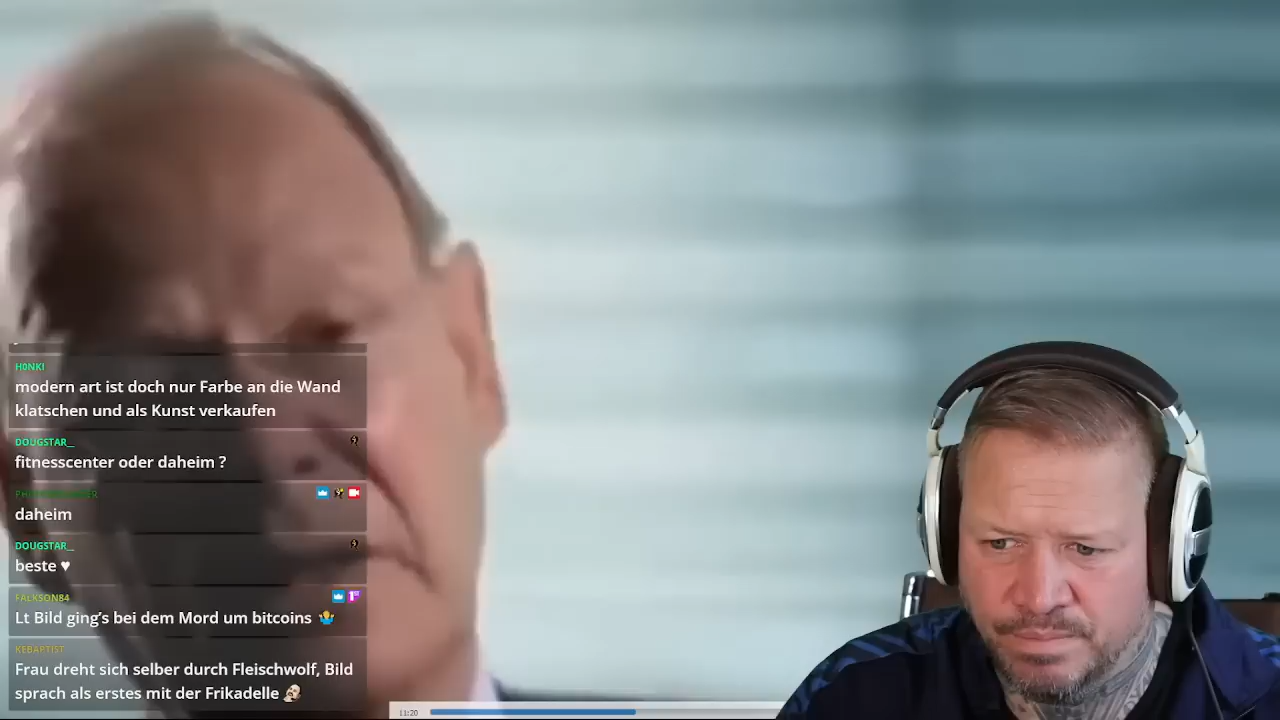 H0NKI
modern art ist doch nur Farbe an die Wand
klatschen und als Kunst verkaufen
DOUGSTAR_
fitnesscenter oder daheim ?
daheim
DOUGSTAR_
beste ♥
FALKSON84
Lt Bild ging's bei dem Mord um bitcoins 🤷
KEBAPTIST
Frau dreht sich selber durch Fleischwolf, Bild
sprach als erstes mit der Frikadelle
11:20